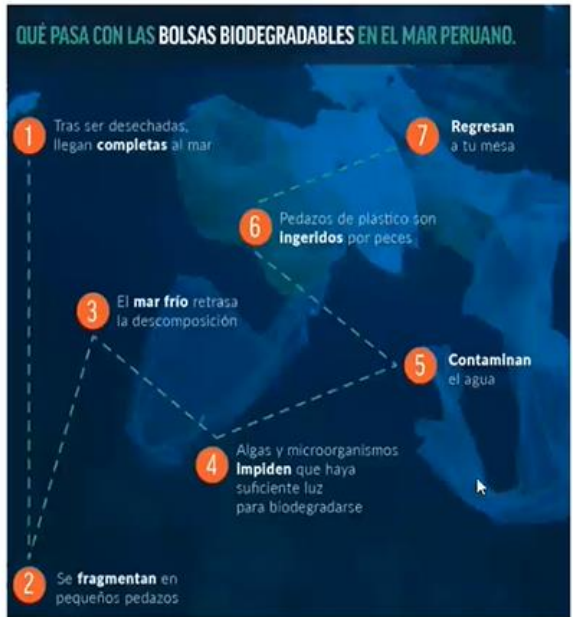 QUÉ PASA CON LAS BOLSAS BIODEGRADABLES EN EL MAR PERUANO.
1
Tras ser desechadas,
llegan completas al mar
2
Se fragmentan en
pequeños pedazos
3
El mar frío retrasa
la descomposición
4
Algas y microorganismos
impiden que haya
suficiente luz
para biodegradarse
5
Contaminan
el agua
6
Pedazos de plastico son
ingeridos por peces
7
Regresan
a tu mesa